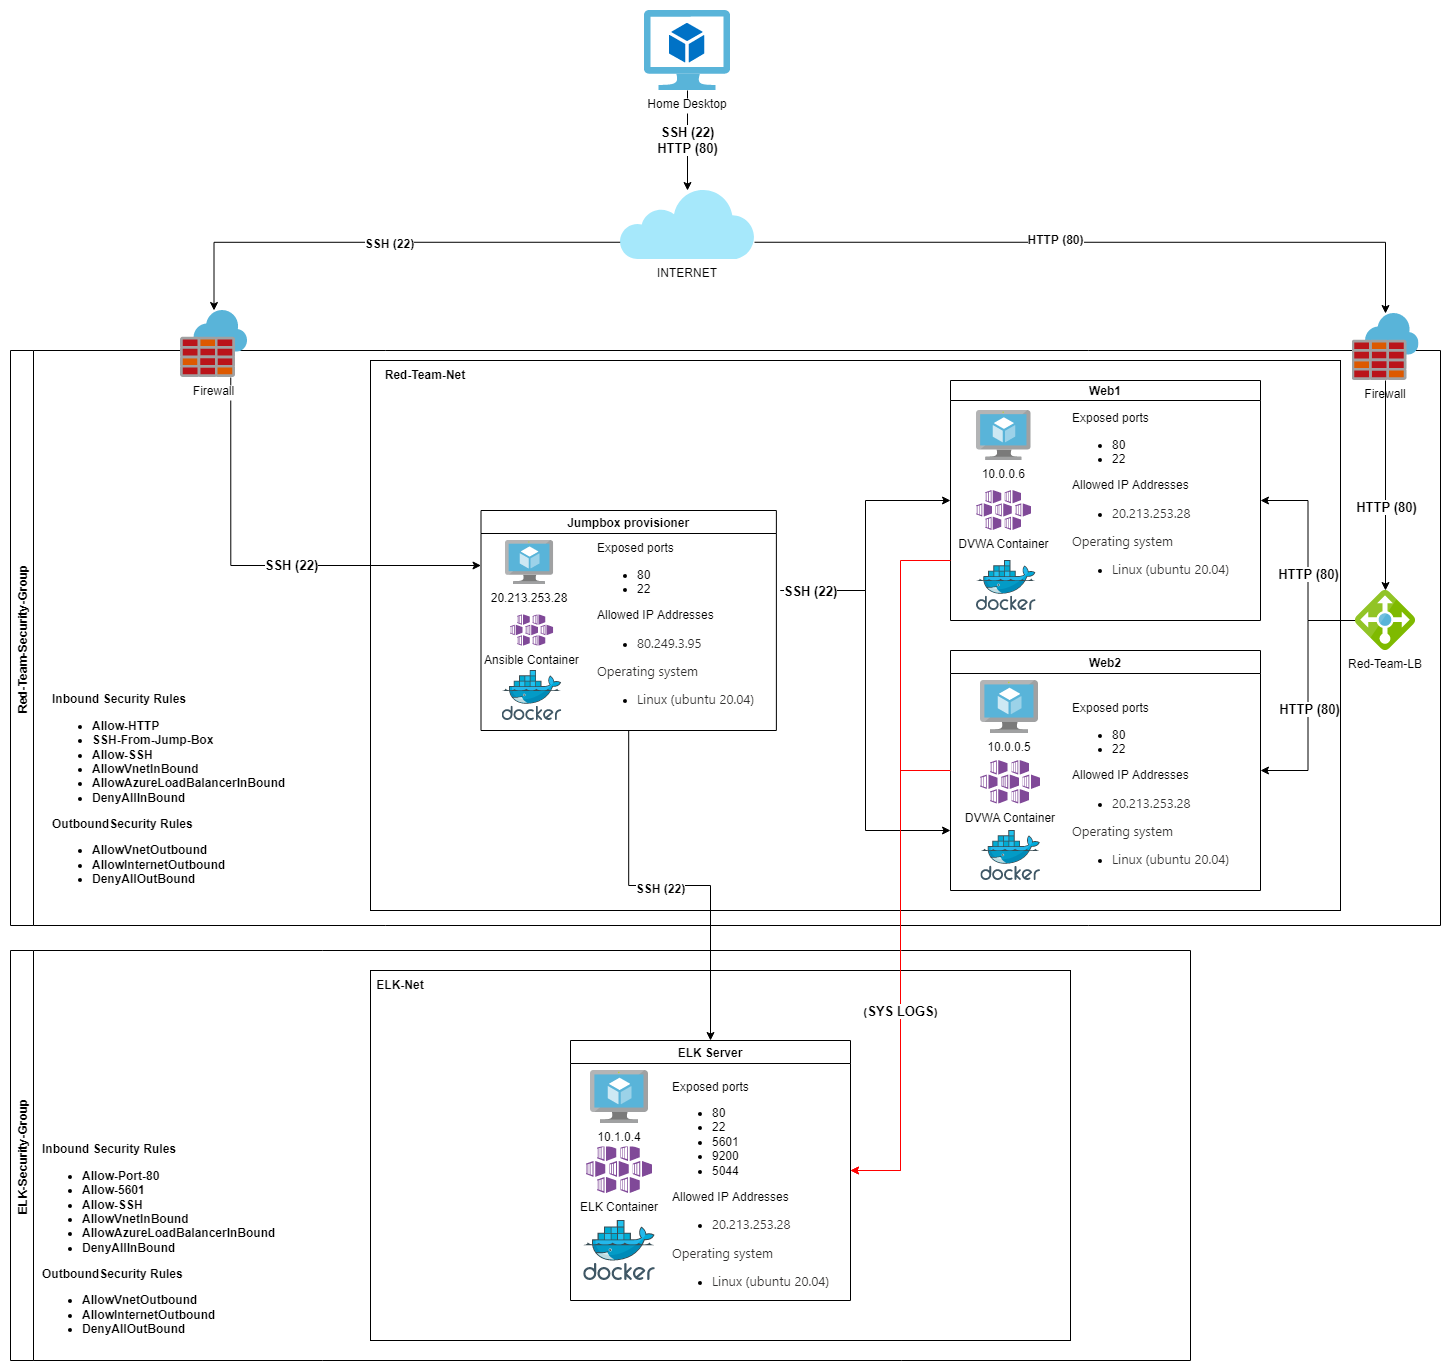 Home Desktop
SSH (22)
HTTP (80)
INTERNET
SSH (22)
HTTP (80)
Firewall
Firewall
Red-Team-Security-Group
Red-Team-Net
SSH (22)
Inbound Security Rules
Allow-HTTP
SSH-From-Jump-Box
Allow-SSH
AllowVnetInBound
AllowAzureLoadBalancerInBound
DenyAllInBound
OutboundSecurity Rules
AllowVnetOutbound
AllowInternetOutbound
DenyAllOutBound
Jumpbox provisioner
20.213.253.28
Ansible Container
docker
Exposed ports
80
22
Allowed IP Addresses
80.249.3.95
Operating system
Linux (ubuntu 20.04)
SSH (22)
Web1
10.0.0.6
DVWA Container
docker
Exposed ports
80
22
Allowed IP Addresses
20.213.253.28
Operating system
Linux (ubuntu 20.04)
Web2
10.0.0.5
DVWA Container
docker
Exposed ports
80
22
Allowed IP Addresses
20.213.253.28
Operating system
Linux (ubuntu 20.04)
HTTP (80)
HTTP (80)
Red-Team-LB
HTTP (80)
SSH (22)
ELK-Security-Group
ELK-Net
(SYS LOGS)
Inbound Security Rules
Allow-Port-80
Allow-5601
Allow-SSH
AllowVnetInBound
AllowAzureLoadBalancerInBound
DenyAllInBound
OutboundSecurity Rules
AllowVnetOutbound
AllowInternetOutbound
DenyAllOutBound
ELK Server
10.1.0.4
ELK Container
docker
Exposed ports
80
22
5601
9200
5044
Allowed IP Addresses
20.213.253.28
Operating system
Linux (ubuntu 20.04)